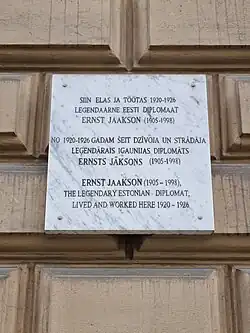 SIIN ELAS JA TÖÖTAS 1920-1926
LEGENDAARNE EESTI DIPLOMAAT
ERNST JAAKSON (1905-1998)
NO 1920-1926 GADAM ŠEIT DZĪVOJA UN STRĀDĀJA
LEGENDĀRAIS IGAUNIJAS DIPLOMĀTS
ERNSTS JĀKSONS (1905-1998)
ERNST JAAKSON (1905 – 1998),
THE LEGENDARY ESTONIAN DIPLOMAT,
LIVED AND WORKED HERE 1920 – 1926